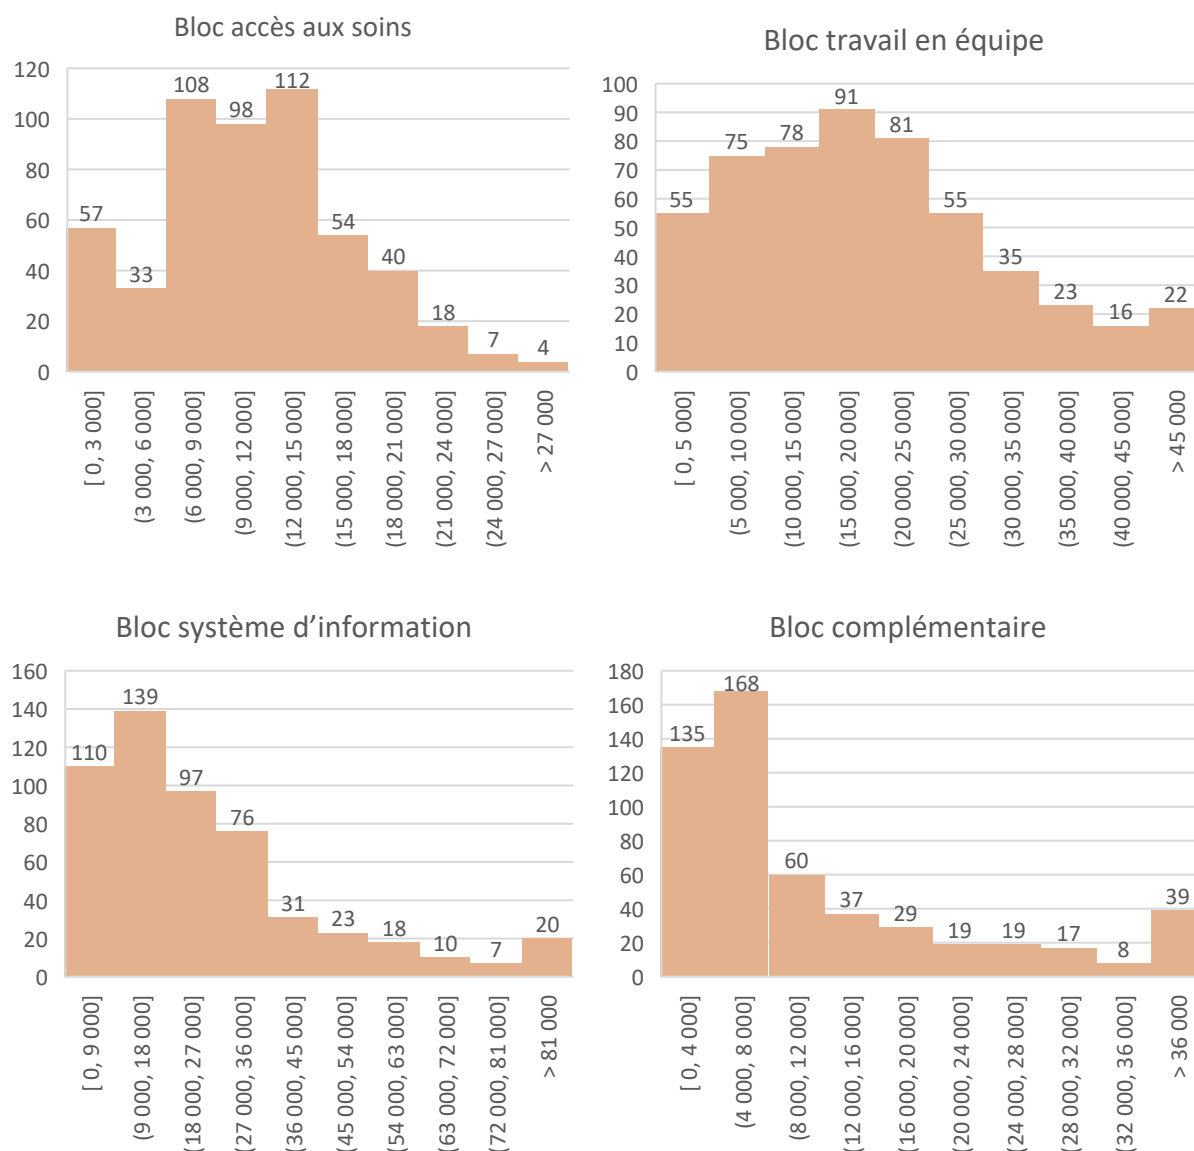 Bloc accès aux soins
120
100
80
60
40
20
0
57
33
108
98
112
54
40
18
7
4
[ 0, 3 000]
(3 000, 6 000]
(6 000, 9 000]
(9 000, 12 000]
(12 000, 15 000]
(15 000, 18 000]
(18 000, 21 000]
(21 000, 24 000]
(24 000, 27 000]
> 27 000
Bloc travail en équipe
100
90
80
70
60
50
40
30
20
10
0
55
75
78
91
81
55
35
23
16
22
[ 0, 5 000]
(5 000, 10 000]
(10 000, 15 000]
(15 000, 20 000]
(20 000, 25 000]
(25 000, 30 000]
(30 000, 35 000]
(35 000, 40 000]
(40 000, 45 000]
> 45 000
Bloc système d’information
160
140
120
100
80
60
40
20
0
110
139
97
76
31
23
18
10
7
20
[ 0, 9 000]
(9 000, 18 000]
(18 000, 27 000]
(27 000, 36 000]
(36 000, 45 000]
(45 000, 54 000]
(54 000, 63 000]
(63 000, 72 000]
(72 000, 81 000]
> 81 000
Bloc complémentaire
180
160
140
120
100
80
60
40
20
0
135
168
60
37
29
19
19
17
8
39
[ 0, 4 000]
(4 000, 8 000]
(8 000, 12 000]
(12 000, 16 000]
(16 000, 20 000]
(20 000, 24 000]
(24 000, 28 000]
(28 000, 32 000]
(32 000, 36 000]
> 36 000